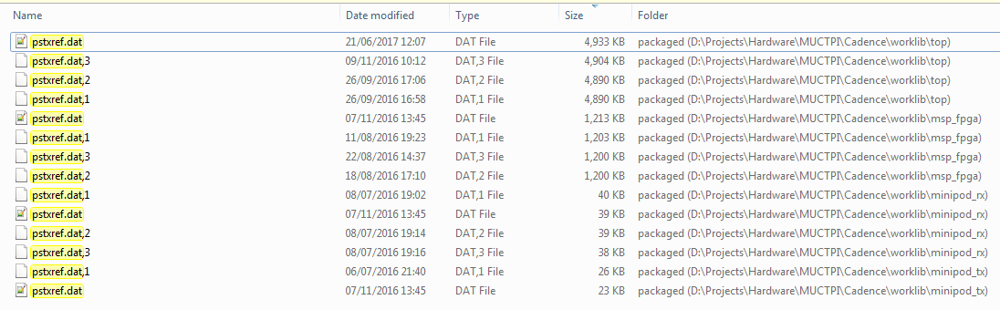 Name Date modified Type Size Folder
pstxref.dat 21/06/2017 12:07 DAT File 4,933 KB packaged (D:\Projects\Hardware\MUCTPI\Cadence\worklib\top)
pstxref.dat,3 09/11/2016 10:12 DAT,3 File 4,904 KB packaged (D:\Projects\Hardware\MUCTPI\Cadence\worklib\top)
pstxref.dat,2 26/09/2016 17:06 DAT,2 File 4,890 KB packaged (D:\Projects\Hardware\MUCTPI\Cadence\worklib\top)
pstxref.dat,1 26/09/2016 16:58 DAT,1 File 4,890 KB packaged (D:\Projects\Hardware\MUCTPI\Cadence\worklib\top)
pstxref.dat 07/11/2016 13:45 DAT File 1,213 KB packaged (D:\Projects\Hardware\MUCTPI\Cadence\worklib\msp_fpga)
pstxref.dat,1 11/08/2016 19:23 DAT,1 File 1,203 KB packaged (D:\Projects\Hardware\MUCTPI\Cadence\worklib\msp_fpga)
pstxref.dat,3 22/08/2016 14:37 DAT,3 File 1,200 KB packaged (D:\Projects\Hardware\MUCTPI\Cadence\worklib\msp_fpga)
pstxref.dat,2 18/08/2016 17:10 DAT,2 File 1,200 KB packaged (D:\Projects\Hardware\MUCTPI\Cadence\worklib\msp_fpga)
pstxref.dat,1 08/07/2016 19:02 DAT,1 File 40 KB packaged (D:\Projects\Hardware\MUCTPI\Cadence\worklib\minipod_rx)
pstxref.dat 07/11/2016 13:45 DAT File 39 KB packaged (D:\Projects\Hardware\MUCTPI\Cadence\worklib\minipod_rx)
pstxref.dat,2 08/07/2016 19:14 DAT,2 File 39 KB packaged (D:\Projects\Hardware\MUCTPI\Cadence\worklib\minipod_rx)
pstxref.dat,3 08/07/2016 19:16 DAT,3 File 38 KB packaged (D:\Projects\Hardware\MUCTPI\Cadence\worklib\minipod_rx)
pstxref.dat,1 06/07/2016 21:40 DAT,1 File 26 KB packaged (D:\Projects\Hardware\MUCTPI\Cadence\worklib\minipod_tx)
pstxref.dat 07/11/2016 13:45 DAT File 23 KB packaged (D:\Projects\Hardware\MUCTPI\Cadence\worklib\minipod_tx)